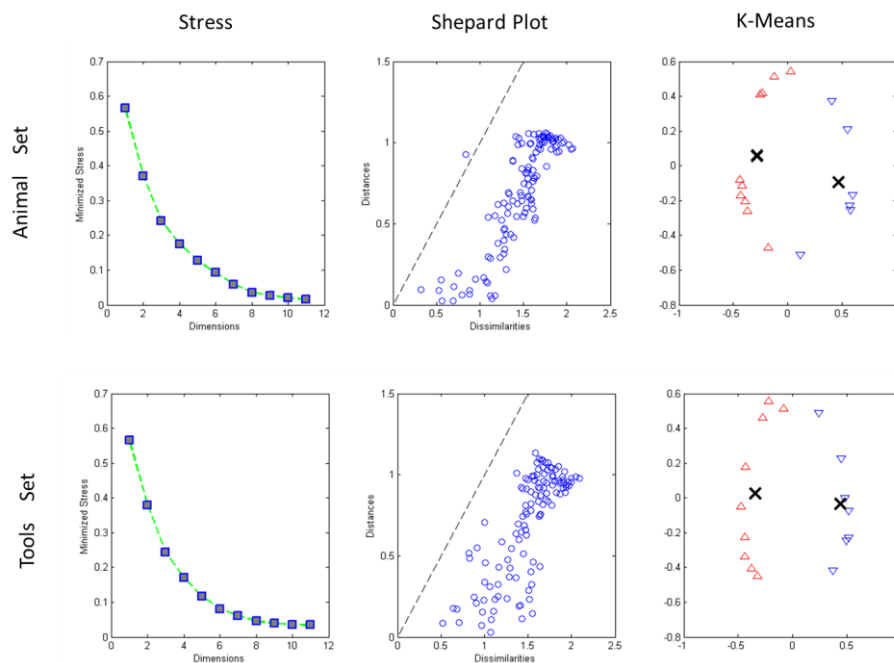 Stress
Shepard Plot
K-Means
Animal Set
0.7
0.6
0.5
0.4
0.3
0.2
0.1
0
Minimized Stress
0 2 4 6 8 10 12
Dimensions
1.5
1
0.5
0
Distances
0 0.5 1 1.5 2 2.5
Dissimilarities
0.6
0.4
0.2
0
-0.2
-0.4
-0.6
-0.8
-1 -0.5 0 0.5
Tools Set
0.7
0.6
0.5
0.4
0.3
0.2
0.1
0
Minimized Stress
0 2 4 6 8 10 12
Dimensions
1.5
1
0.5
0
Distances
0 0.5 1 1.5 2 2.5
Dissimilarities
0.6
0.4
0.2
0
-0.2
-0.4
-0.6
-0.8
-1 -0.5 0 0.5